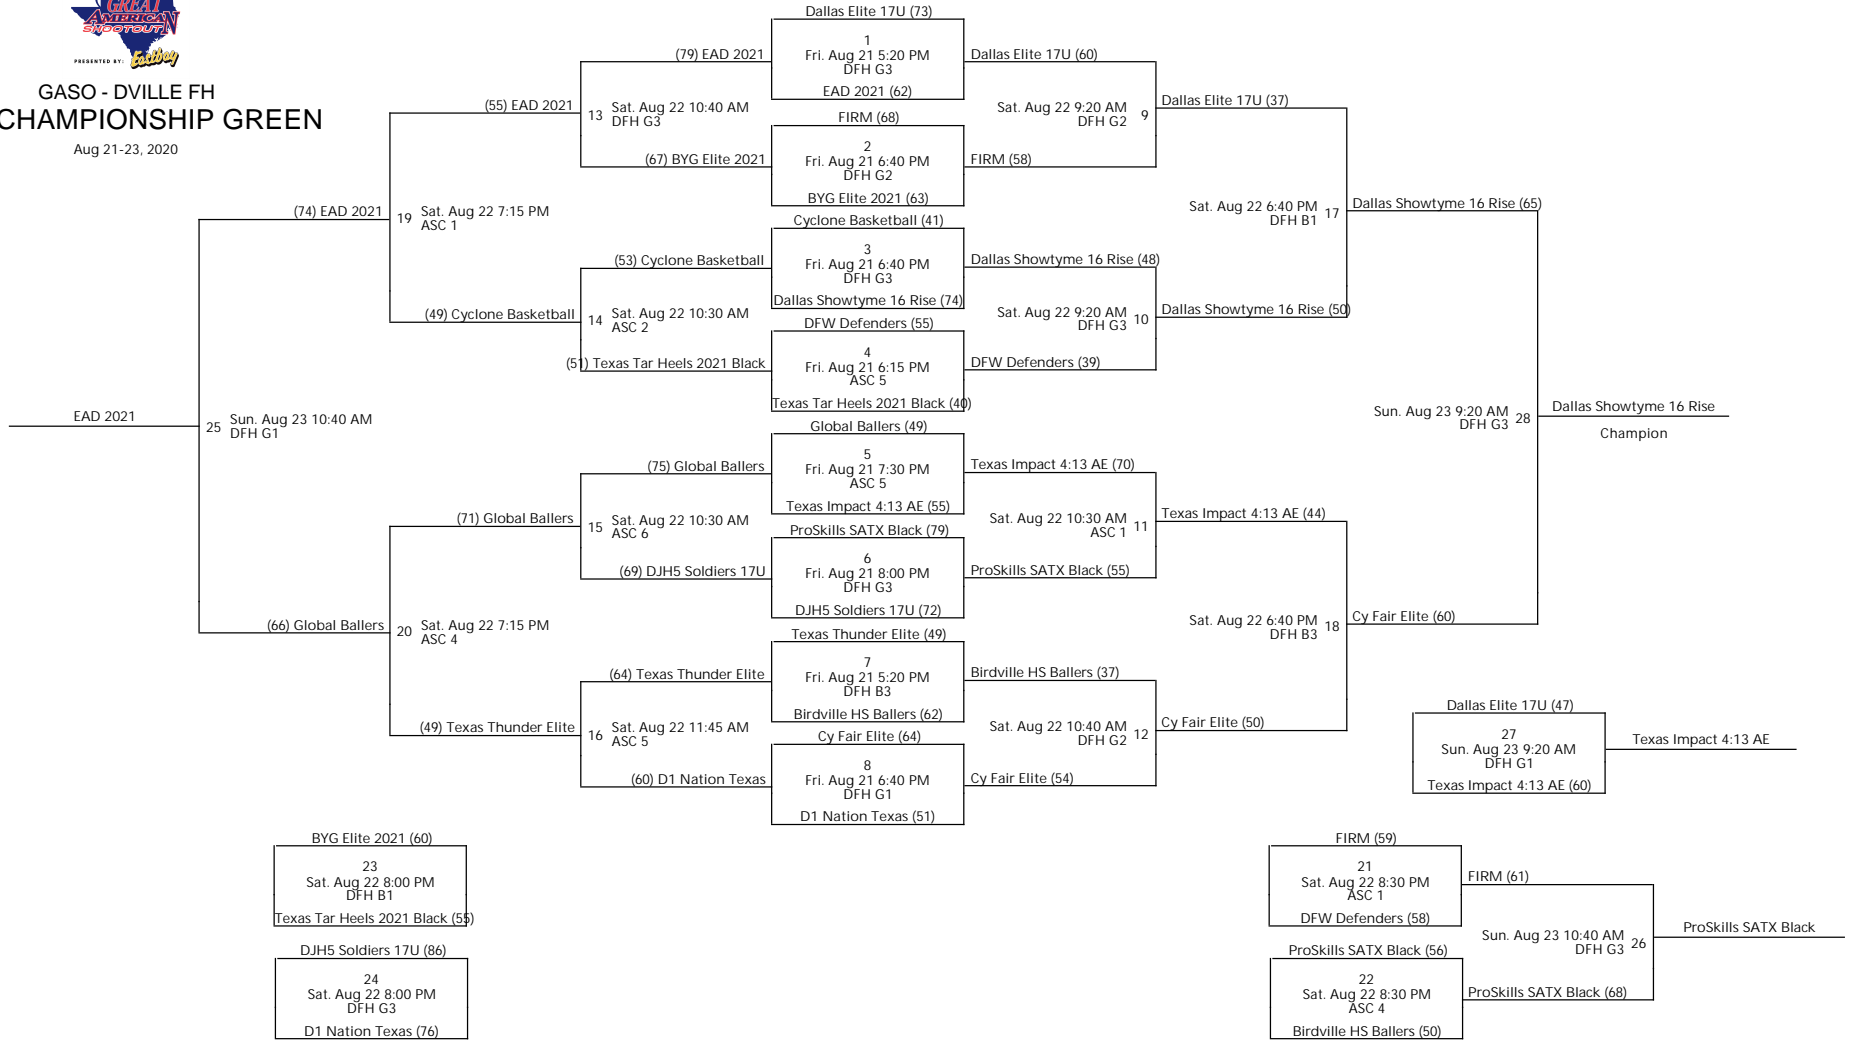 GREAT
AMERICAN
SHOOTOUT
PRESENTED BY: Eastbay
GASO - DVILLE FH
CHAMPIONSHIP GREEN
Aug 21-23, 2020
Dallas Elite 17U (73)
1
Fri. Aug 21 5:20 PM
DFH G3
EAD 2021 (62)
FIRM (68)
2
Fri. Aug 21 6:40 PM
DFH G2
BYG Elite 2021 (63)
Cyclone Basketball (41)
3
Fri. Aug 21 6:40 PM
DFH G3
Dallas Showtyme 16 Rise (74)
DFW Defenders (55)
4
Fri. Aug 21 6:15 PM
ASC 5
Texas Tar Heels 2021 Black (40)
Global Ballers (49)
5
Fri. Aug 21 7:30 PM
ASC 5
Texas Impact 4:13 AE (55)
ProSkills SATX Black (79)
6
Fri. Aug 21 8:00 PM
DFH G3
DJH5 Soldiers 17U (72)
Texas Thunder Elite (49)
7
Fri. Aug 21 5:20 PM
DFH B3
Birdville HS Ballers (62)
Cy Fair Elite (64)
8
Fri. Aug 21 6:40 PM
DFH G1
D1 Nation Texas (51)
(79) EAD 2021
13 Sat. Aug 22 10:40 AM
DFH G3
(67) BYG Elite 2021
(53) Cyclone Basketball
14 Sat. Aug 22 10:30 AM
ASC 2
(51) Texas Tar Heels 2021 Black
(75) Global Ballers
15 Sat. Aug 22 10:30 AM
ASC 6
(69) DJH5 Soldiers 17U
(64) Texas Thunder Elite
16 Sat. Aug 22 11:45 AM
ASC 5
(60) D1 Nation Texas
(55) EAD 2021
19 Sat. Aug 22 7:15 PM
ASC 1
(49) Cyclone Basketball
(71) Global Ballers
20 Sat. Aug 22 7:15 PM
ASC 4
(49) Texas Thunder Elite
(74) EAD 2021
25 Sun. Aug 23 10:40 AM
DFH G1
(66) Global Ballers
EAD 2021
Dallas Elite 17U (60)
Sat. Aug 22 9:20 AM 9
DFH G2
FIRM (58)
Dallas Showtyme 16 Rise (48)
Sat. Aug 22 9:20 AM 10
DFH G3
DFW Defenders (39)
Texas Impact 4:13 AE (70)
Sat. Aug 22 10:30 AM 11
ASC 1
ProSkills SATX Black (55)
Birdville HS Ballers (37)
Sat. Aug 22 10:40 AM 12
DFH G2
Cy Fair Elite (54)
Dallas Elite 17U (37)
Sat. Aug 22 6:40 PM 17
DFH B1
Dallas Showtyme 16 Rise (50)
Texas Impact 4:13 AE (44)
Sat. Aug 22 6:40 PM 18
DFH B3
Cy Fair Elite (50)
Dallas Showtyme 16 Rise (65)
Sun. Aug 23 9:20 AM 28
DFH G3
Cy Fair Elite (60)
Dallas Showtyme 16 Rise
Champion
Dallas Elite 17U (47)
27
Sun. Aug 23 9:20 AM
DFH G1
Texas Impact 4:13 AE (60)
Texas Impact 4:13 AE
BYG Elite 2021 (60)
23
Sat. Aug 22 8:00 PM
DFH B1
Texas Tar Heels 2021 Black (55)
DJH5 Soldiers 17U (86)
24
Sat. Aug 22 8:00 PM
DFH G3
D1 Nation Texas (76)
FIRM (59)
21
Sat. Aug 22 8:30 PM
ASC 1
DFW Defenders (58)
ProSkills SATX Black (56)
22
Sat. Aug 22 8:30 PM
ASC 4
Birdville HS Ballers (50)
FIRM (61)
Sun. Aug 23 10:40 AM 26
DFH G3
ProSkills SATX Black (68)
ProSkills SATX Black